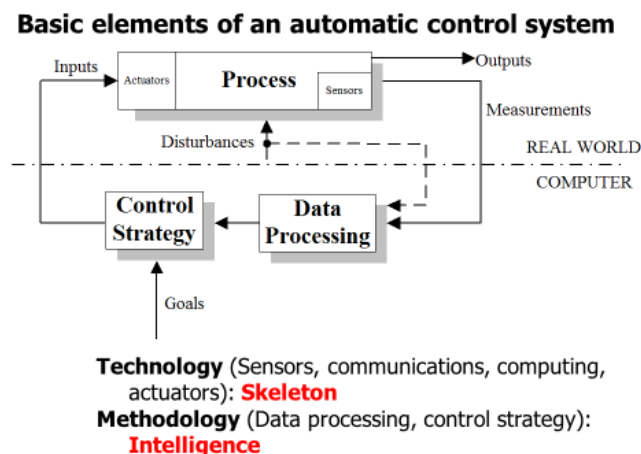 Basic elements of an automatic control system
Inputs
Actuators
Process
Sensors
Outputs
Measurements
Disturbances
REAL WORLD
COMPUTER
Control
Strategy
Data
Processing
Goals
Technology (Sensors, communications, computing,
actuators): Skeleton
Methodology (Data processing, control strategy):
Intelligence